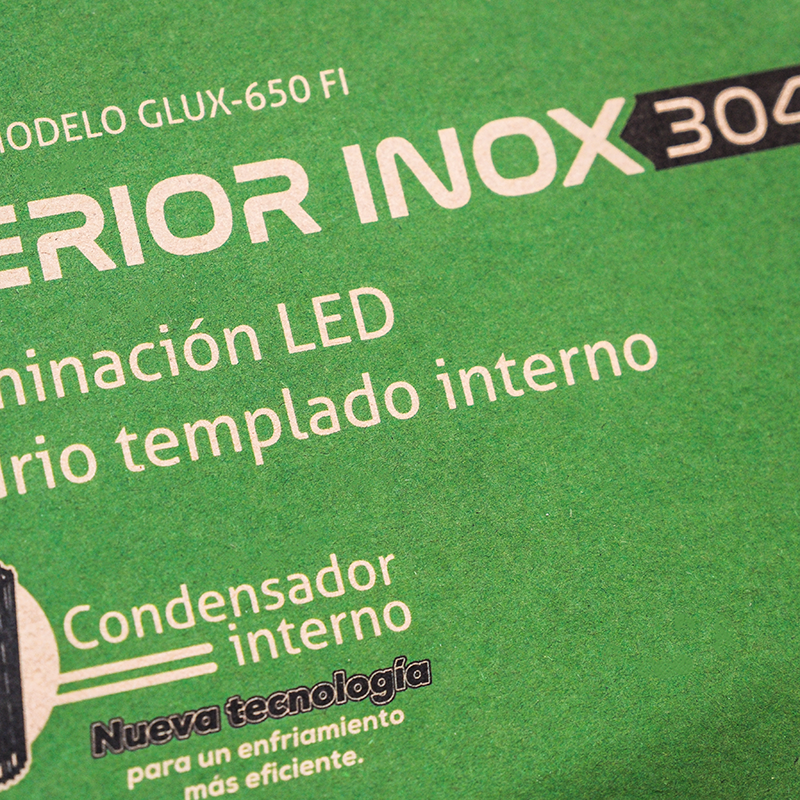 MODELO GLUX-650 FI
ERIOR INOX 304
minación LED
drio templado interno
Condensador
interno
Nueva tecnología
para un enfriamiento
más eficiente.